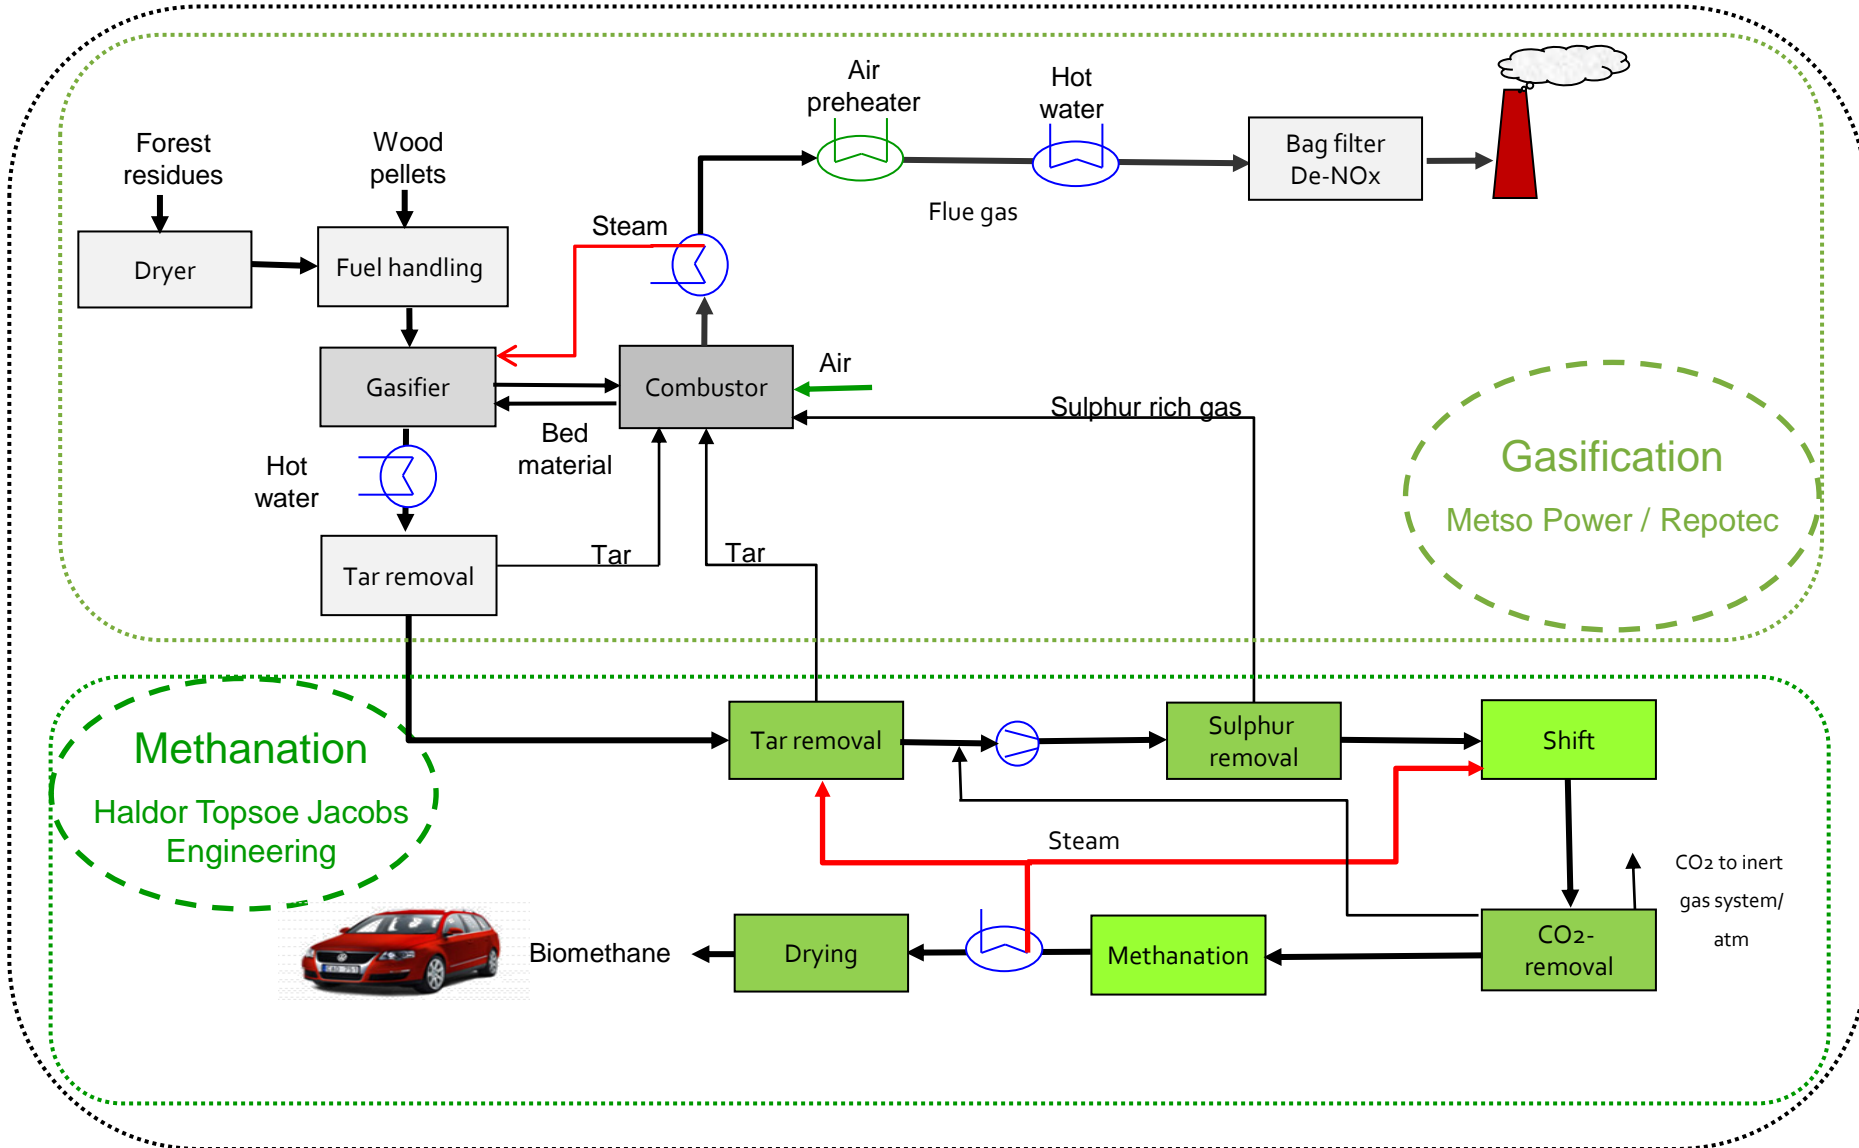 Air
preheater
Hot
water
Forest
residues
Wood
pellets
Bag filter
De-NOx
Flue gas
Steam
Dryer
Fuel handling
Gasifier
Combustor
Air
Sulphur rich gas
Bed
material
Hot
water
Gasification
Metso Power / Repotec
Tar removal
Tar
Tar
Methanation
Haldor Topsoe Jacobs
Engineering
Tar removal
Sulphur
removal
Shift
Steam
CO2 to inert
gas system/
atm
Biomethane
Drying
Methanation
CO2-
removal